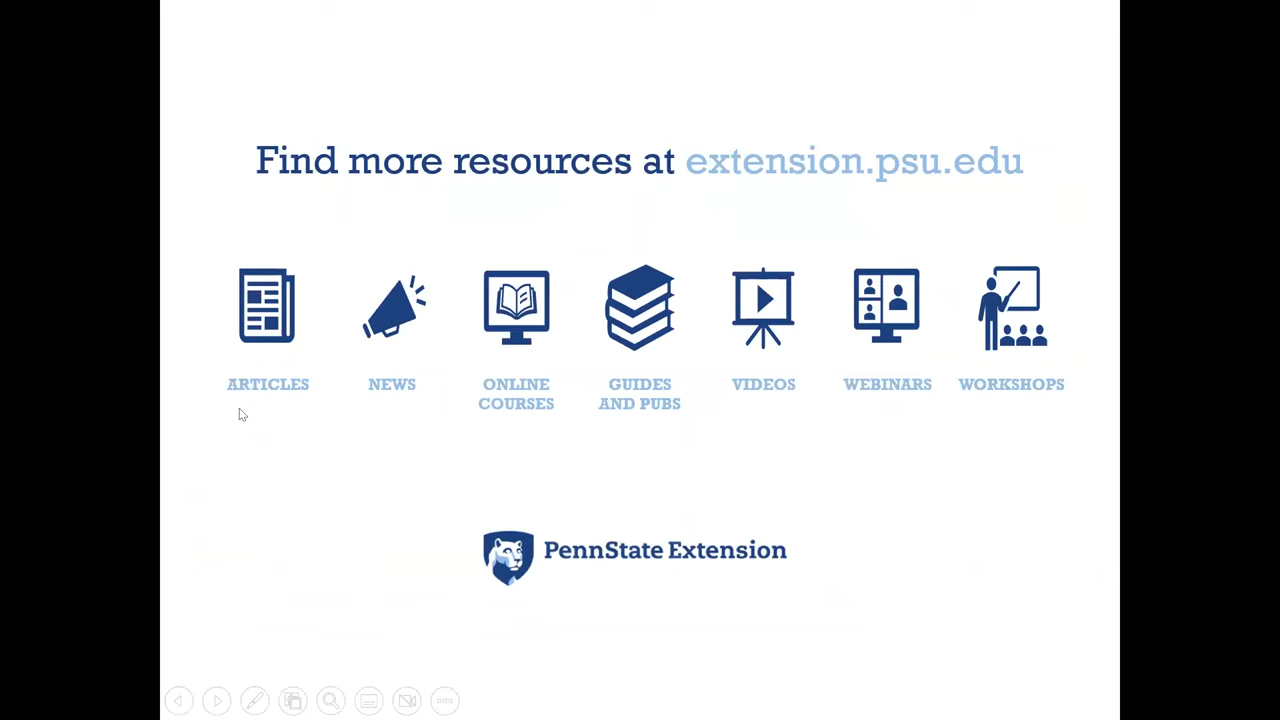 Find more resources at extension.psu.edu
ARTICLES
NEWS
ONLINE
COURSES
GUIDES
AND PUBS
VIDEOS
WEBINARS
WORKSHOPS
PennState Extension